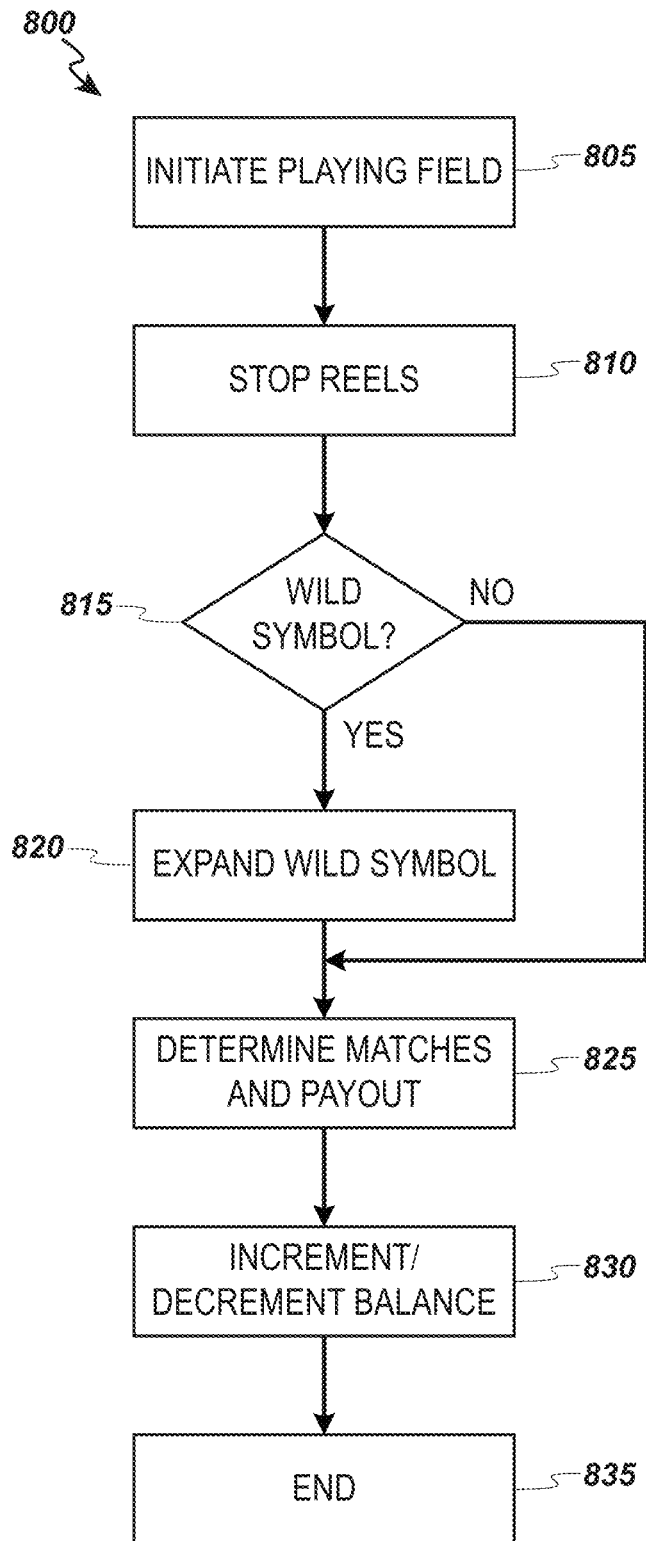 800
INITIATE PLAYING FIELD
805
STOP REELS
810
WILD
SYMBOL?
815
NO
YES
EXPAND WILD SYMBOL
820
DETERMINE MATCHES
AND PAYOUT
825
INCREMENT/
DECREMENT BALANCE
830
END
835